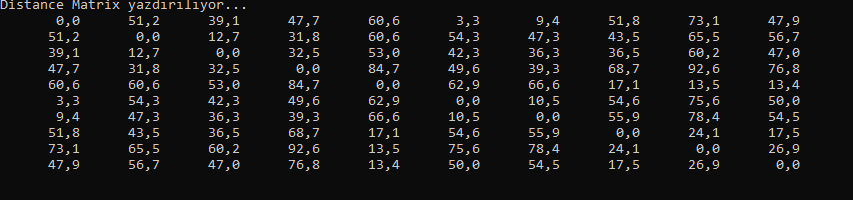 Distance Matrix yazdırılıyor...
0,0 51,2 39,1 47,7 60,6 3,3 9,4 51,8 73,1 47,9
51,2 0,0 12,7 31,8 60,6 54,3 47,3 43,5 65,5 56,7
39,1 12,7 0,0 32,5 53,0 42,3 36,3 36,5 60,2 47,0
47,7 31,8 32,5 0,0 84,7 49,6 39,3 68,7 92,6 76,8
60,6 60,6 53,0 84,7 0,0 62,9 66,6 17,1 13,5 13,4
3,3 54,3 42,3 49,6 62,9 0,0 10,5 54,6 75,6 50,0
9,4 47,3 36,3 39,3 66,6 10,5 0,0 55,9 78,4 54,5
51,8 43,5 36,5 68,7 17,1 54,6 55,9 0,0 24,1 17,5
73,1 65,5 60,2 92,6 13,5 75,6 78,4 24,1 0,0 26,9
47,9 56,7 47,0 76,8 13,4 50,0 54,5 17,5 26,9 0,0